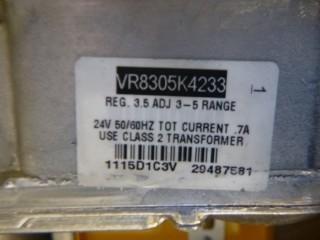 VR8305K4233
REG. 3.5 ADJ 3-5 RANGE
24V 50/60HZ TOT CURRENT .7A
USE CLASS 2 TRANSFORMER
1115D1C3V 29487581
1